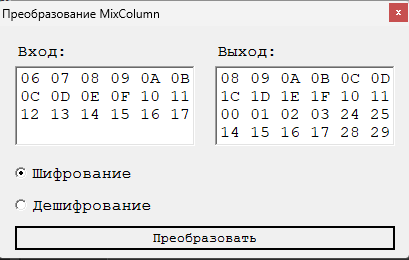 Преобразование MixColumn
x
Вход:
06 07 08 09 0A 0B
0C 0D 0E 0F 10 11
12 13 14 15 16 17
Выход:
08 09 0A 0B 0C 0D
1C 1D 1E 1F 10 11
00 01 02 03 24 25
14 15 16 17 28 29
Шифрование
Дешифрование
Преобразовать